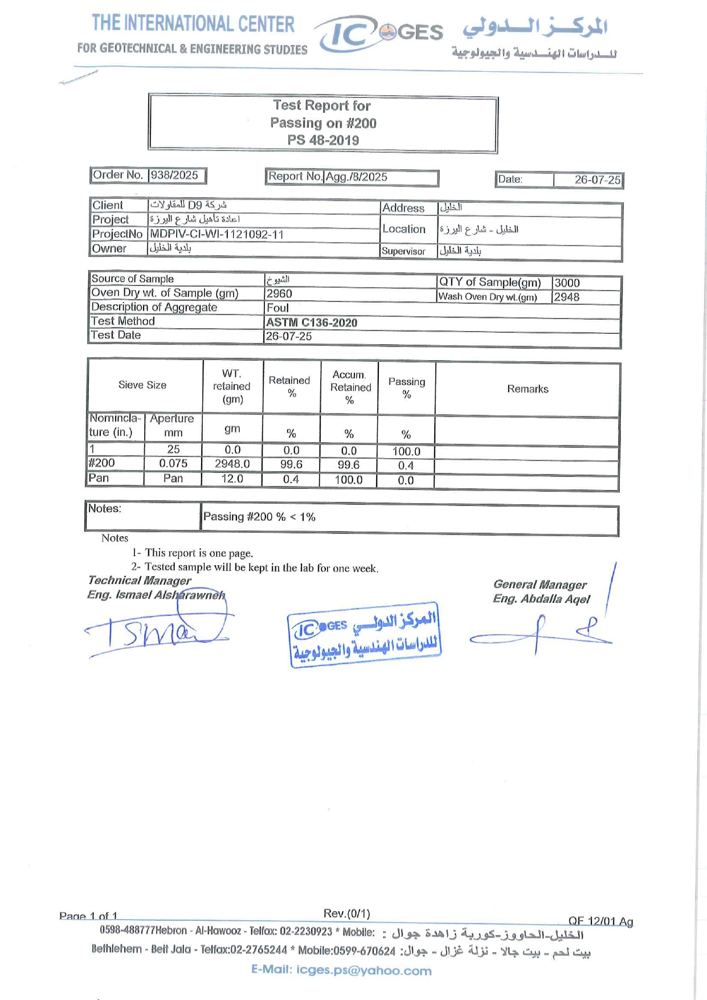 THE INTERNATIONAL CENTER
FOR GEOTECHNICAL & ENGINEERING STUDIES
IC GES
المركز الدولي
للدراسات الهندسية والجيولوجية
Test Report for
Passing on #200
PS 48-2019
Order No. 938/2025
Report No. Agg./8/2025
Date: 26-07-25
Client شركة D9 للمقاولات
Address الخليل
Project اعادة تأهيل شارع البرزة
Location الخليل - شارع البرزة
ProjectNo MDPIV-CI-WI-1121092-11
Owner بلدية الخليل
Supervisor بلدية الخليل
Source of Sample الشيوخ
QTY of Sample(gm) 3000
Oven Dry wt. of Sample (gm) 2960
Wash Oven Dry wt.(gm) 2948
Description of Aggregate Foul
Test Method ASTM C136-2020
Test Date 26-07-25
Sieve Size WT. retained (gm) Retained % Accum. Retained % Passing % Remarks
Nomincla-ture (in.) Aperture mm gm % % %
1 25 0.0 0.0 0.0 100.0
#200 0.075 2948.0 99.6 99.6 0.4
Pan Pan 12.0 0.4 100.0 0.0
Notes: Passing #200 % < 1%
Notes
1- This report is one page.
2- Tested sample will be kept in the lab for one week.
Technical Manager
Eng. Ismael Alsharawneh
General Manager
Eng. Abdalla Aqel
IC GES المركز الدولي
للدراسات الهندسية والجيولوجية
Page 1 of 1
Rev.(0/1)
QF 12/01 Ag
0598-488777Hebron - Al-Hawooz - Telfax: 02-2230923 * Mobile: الخليل-الحاووز-كورية زاهدة جوال :
Bethlehem - Beit Jala - Telfax:02-2765244 * Mobile:0599-670624 بيت لحم - بيت جالا - نزلة غزال - جوال:
E-Mail: icges.ps@yahoo.com